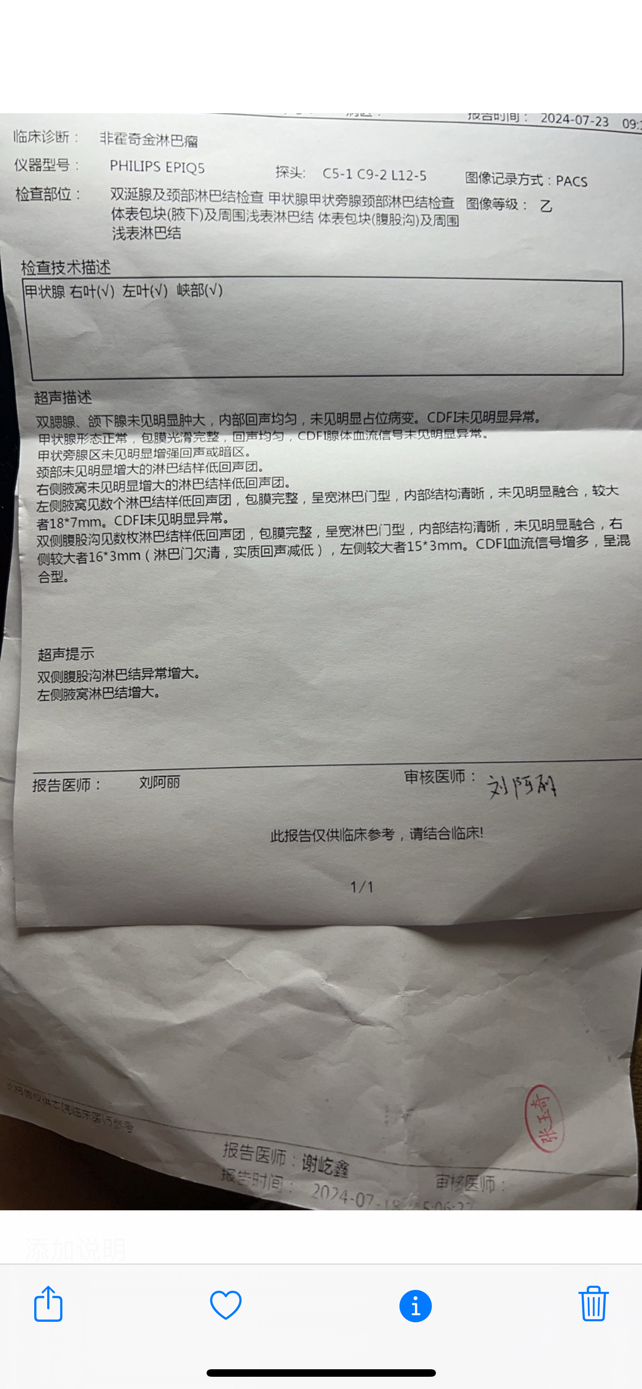 报告时间： 2024-07-23 09:1
临床诊断： 非霍奇金淋巴瘤
仪器型号： PHILIPS EPIQ5 探头： C5-1 C9-2 L12-5 图像记录方式：PACS
检查部位： 双涎腺及颈部淋巴结检查 甲状腺甲状旁腺颈部淋巴结检查 图像等级： 乙
体表包块(腋下)及周围浅表淋巴结 体表包块(腹股沟)及周围
浅表淋巴结
检查技术描述
甲状腺 右叶(√) 左叶(√) 峡部(√)
超声描述
双腮腺、颌下腺未见明显肿大，内部回声均匀，未见明显占位病变。CDFI未见明显异常。
甲状腺形态正常，包膜光滑完整，回声均匀，CDFI腺体血流信号未见明显异常。
甲状旁腺区未见明显增强回声或暗区。
颈部未见明显增大的淋巴结样低回声团。
右侧腋窝未见明显增大的淋巴结样低回声团。
左侧腋窝见数个淋巴结样低回声团，包膜完整，呈宽淋巴门型，内部结构清晰，未见明显融合，较大
者18*7mm。CDFI未见明显异常。
双侧腹股沟见数枚淋巴结样低回声团，包膜完整，呈宽淋巴门型，内部结构清晰，未见明显融合，右
侧较大者16*3mm（淋巴门欠清，实质回声减低），左侧较大者15*3mm。CDFI血流信号增多，呈混
合型。
超声提示
双侧腹股沟淋巴结异常增大。
左侧腋窝淋巴结增大。
报告医师： 刘阿丽 审核医师： 刘阿丽
此报告仅供临床参考，请结合临床!
1/1
报告医师：谢屹鑫 审核医师：
报告时间： 2024-07-18
添加说明